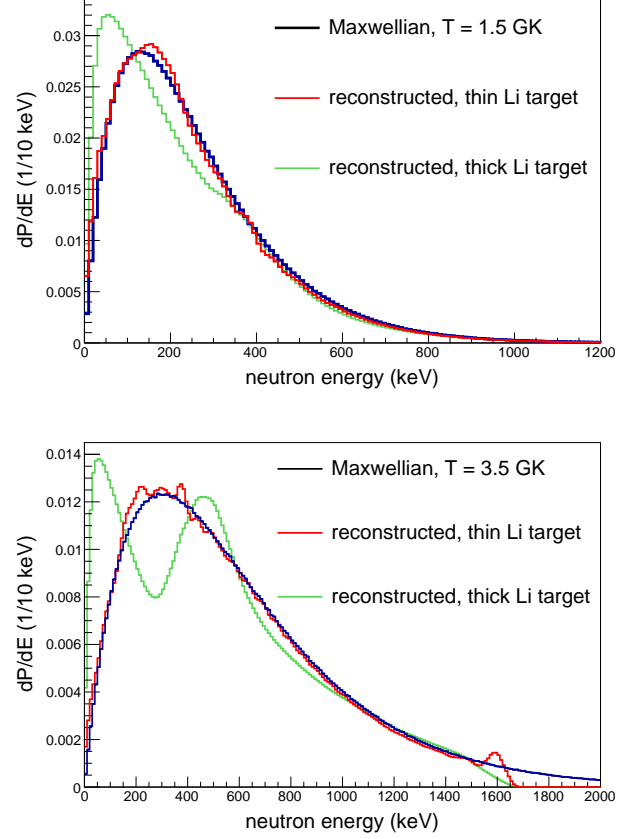 dP/dE (1/10 keV)
0.03
0.025
0.02
0.015
0.01
0.005
0
Maxwellian, T = 1.5 GK
reconstructed, thin Li target
reconstructed, thick Li target
0 200 400 600 800 1000 1200
neutron energy (keV)
dP/dE (1/10 keV)
0.014
0.012
0.010
0.008
0.006
0.004
0.002
0.000
Maxwellian, T = 3.5 GK
reconstructed, thin Li target
reconstructed, thick Li target
0 200 400 600 800 1000 1200 1400 1600 1800 2000
neutron energy (keV)